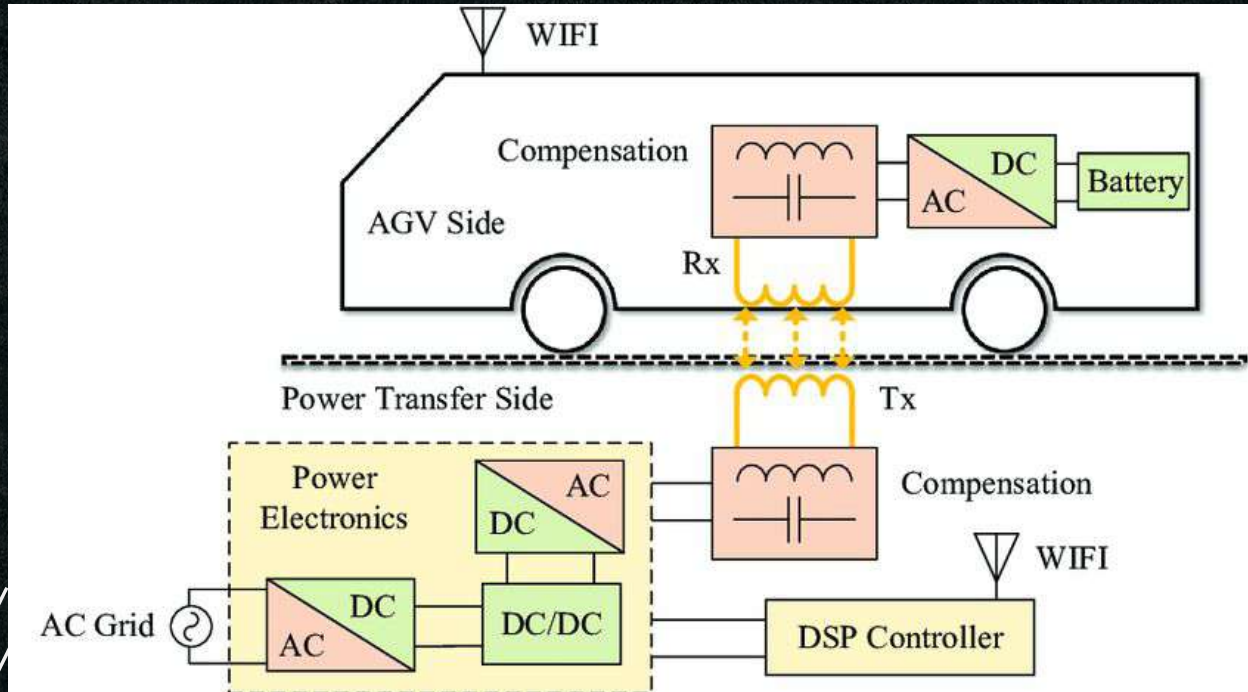 WIFI
Compensation
DC
AC
Battery
AGV Side
Rx
Power Transfer Side
Tx
Power
Electronics
AC
DC
Compensation
WIFI
AC Grid
DC
AC
DC/DC
DSP Controller